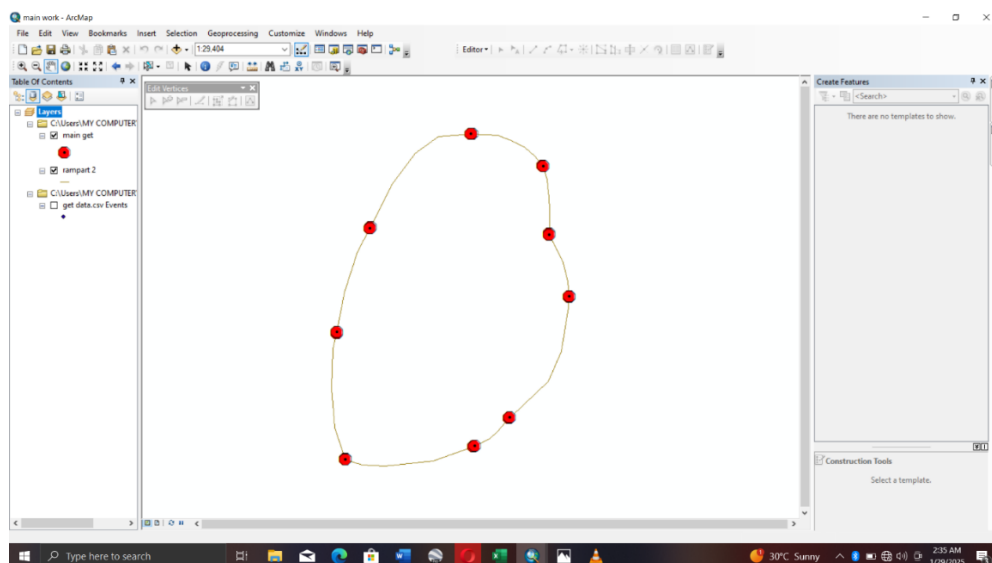 main work - ArcMap
File Edit View Bookmarks Insert Selection Geoprocessing Customize Windows Help
1:29,404
Editor
Table Of Contents
Layers
C:\Users\MY COMPUTER
main get
rampart 2
C:\Users\MY COMPUTER
get data.csv Events
Edit Vertices
Create Features
<Search>
There are no templates to show.
Construction Tools
Select a template.
Type here to search
30°C Sunny
2:35 AM
1/29/2025